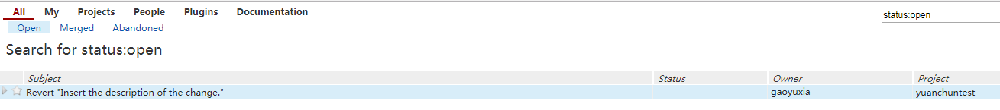 All My Projects People Plugins Documentation
status:open
Open Merged Abandoned
Search for status:open
Subject Status Owner Project
Revert "Insert the description of the change." gaoyuxia yuanchuntest